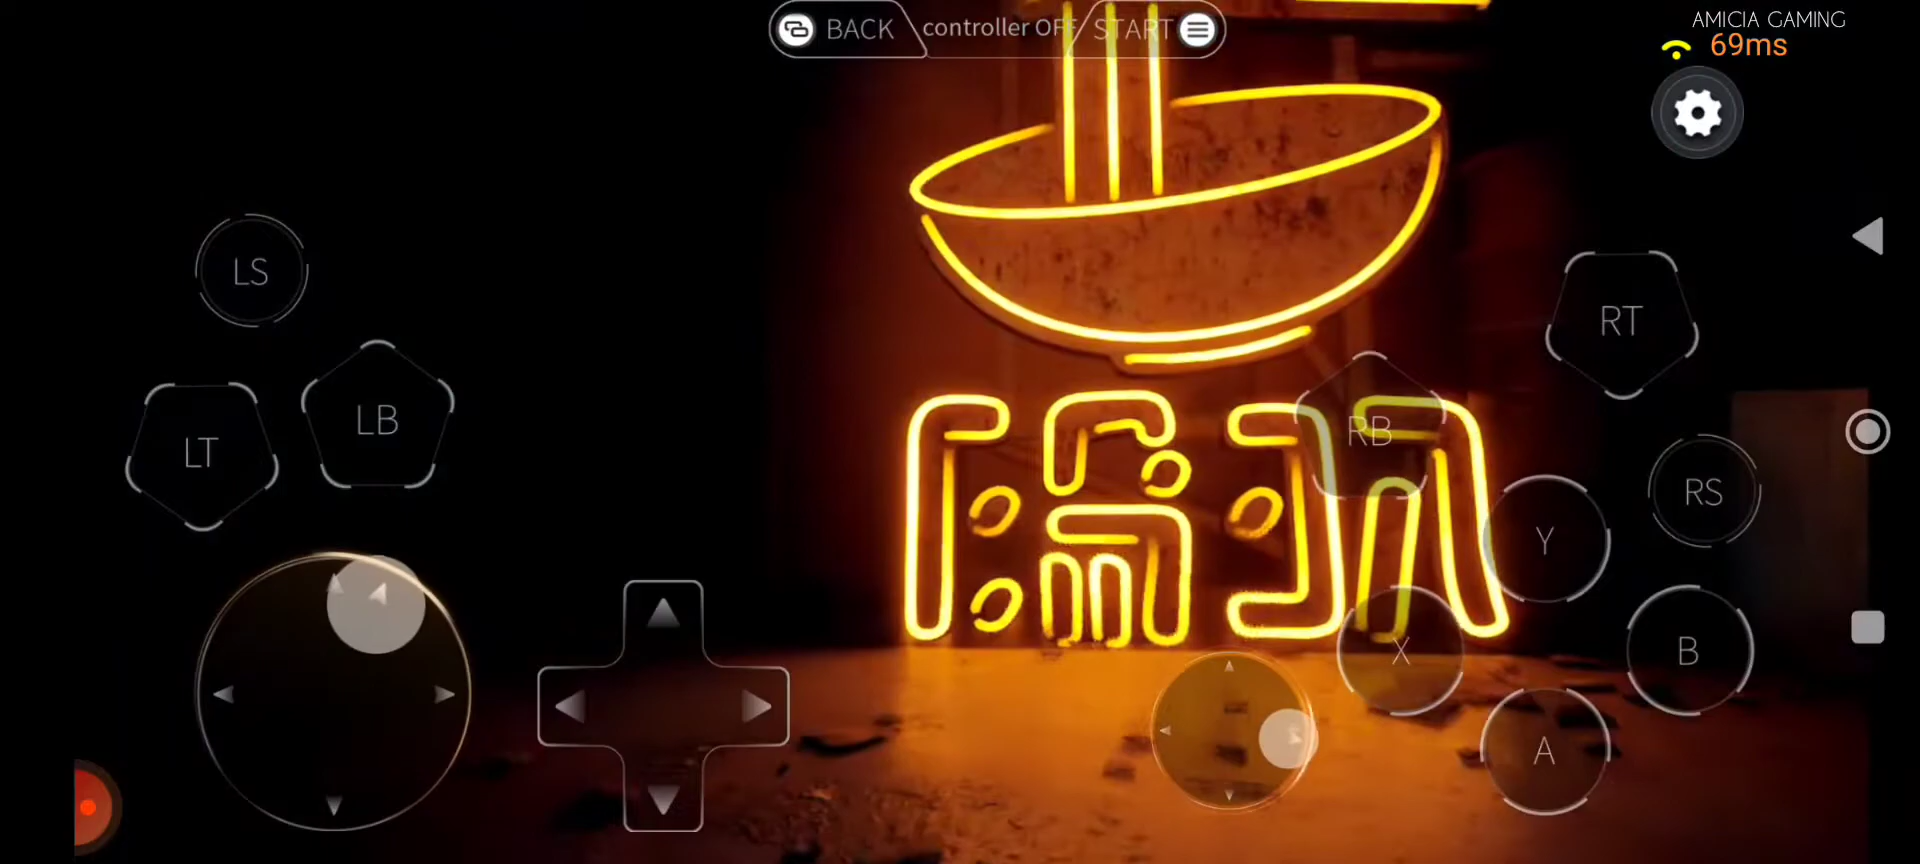 BACK
controller OFF
START
AMICIA GAMING
69ms
LS
LT
LB
RT
RB
RS
Y
X
B
A